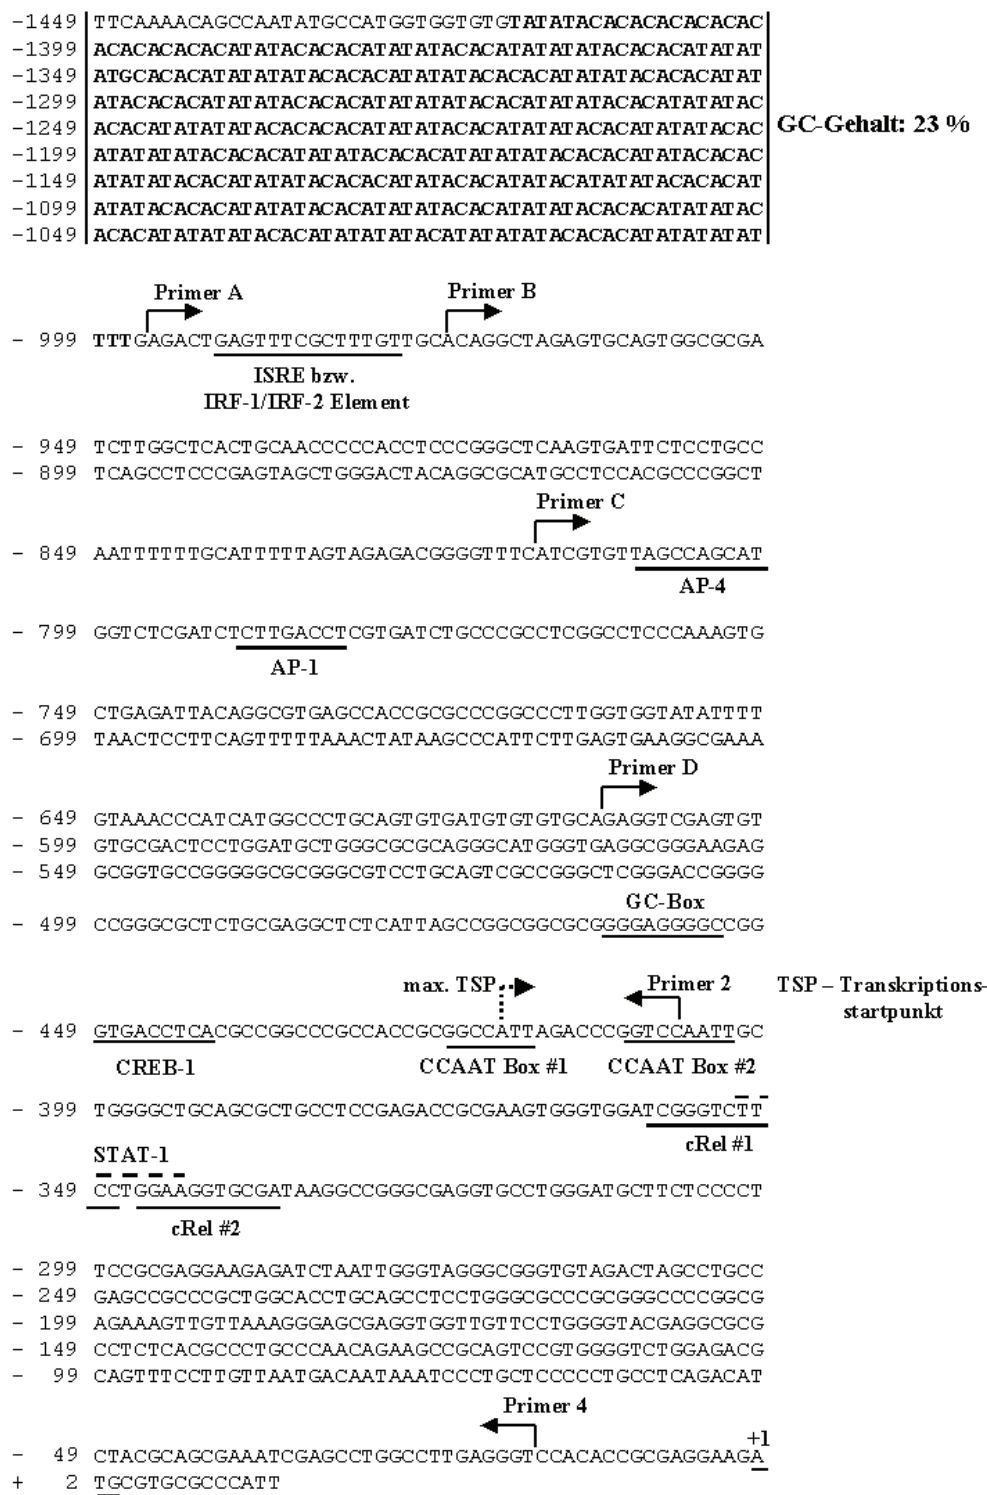 -1449 TTCAAAACAGCCAATATGCCATGGTGGTGTGTATATACACACACACACAC
-1399 ACACACACACATATACACACATATATACACATATATATACACACATATAT
-1349 ATGCACACATATATATACACACATATATACACACATATATACACACATAT
-1299 ATACACACATATATACACACATATATATACACATATATATACACATATATAC
-1249 ACACATATATATACACACACATATATACACATATATACACATATATACAC
GC-Gehalt: 23 %
-1199 ATATATATACACACATATATACACACATATATATACACATATATACACAC
-1149 ATATATACACATATATACACACATATATACACATATATATATACACACAT
-1099 ATATACACACATATATACACACATATATACACACATATATACACATATATAC
-1049 ACACATATATATACACATATATATACATATATATACACACATATATATAT
Primer A
Primer B
- 999 TTTGAGACTGAGTTTCGCTTTGTTGCACAGGCTAGAGTGCAGTGGCGCGA
ISRE bzw.
IRF-1/IRF-2 Element
- 949 TCTTGGCTCACTGCAACCCCCACCTCCCGGGCTCAAGTGATTCTCCTGCC
- 899 TCAGCCTCCCGAGTAGCTGGGACTACAGGCGCATGCCTCCACGCCCGGCT
Primer C
- 849 AATTTTTTGCATTTTTAGTAGAGACGGGGTTTCATCGTGTTAGCCAGCAT
AP-4
- 799 GGTCTCGATCTCTTGACCTCGTGATCTGCCCGCCTCGGCCTCCCAAAGTG
AP-1
- 749 CTGAGATTACAGGCGTGAGCCACCGCGCCCGGCCCTTGGTGGTATATTTT
- 699 TAACTCCTTCAGTTTTTAAACTATAAGCCCATTCTTGAGTGAAGGCGAAA
Primer D
- 649 GTAAACCCATCATGGCCCTGCAGTGTGATGTGTGTGCAGAGGTCGAGTGT
- 599 GTGCGACTCCTGGATGCTGGGCGCGCAGGGCATGGGTGAGGCGGGAAGAG
- 549 GCGGTGCCGGGGGCGCGGGCGTCCTGCAGTCGCCGGGCTCGGGACCGGGG
GC-Box
- 499 CCGGGCGCTCTGCGAGGCTCTCATTAGCCGGCGGCGCGGGGAGGGGCCGG
max. TSP
Primer 2
TSP – Transkriptions-
startpunkt
- 449 GTGACCTCACGCCGGCCCGCCACCGCGGCCATTAGACCCGGTCCAATTGC
CREB-1
CCAAT Box #1
CCAAT Box #2
- 399 TGGGGCTGCAGCGCTGCCTCCGAGACCGCGAAGTGGGTGGATCGGGTCTT
cRel #1
STAT-1
- 349 CCTGGAAGGTGCGATAAGGCCGGGCGAGGTGCCTGGGATGCTTCTCCCCT
cRel #2
- 299 TCCGCGAGGAAGAGATCTAATTGGGTAGGGCGGGTGTAGACTAGCCTGCC
- 249 GAGCCGCCCGCTGGCACCTGCAGCCTCCTGGGCGCCCGCGGGCCCCGGCG
- 199 AGAAAGTTGTTAAAGGGAGCGAGGTGGTTGTTCCTGGGGTACGAGGCGCG
- 149 CCTCTCACGCCCTGCCCAACAGAAGCCGCAGTCCGTGGGGTCTGGAGACG
- 99 CAGTTTCCTTGTTAATGACAATAAATCCCTGCTCCCCCTGCCTCAGACAT
Primer 4
+1
- 49 CTACGCAGCGAAATCGAGCCTGGCCTTGAGGGTCCACACCGCGAGGAAGA
+ 2 TGCGTGCGCCCATT